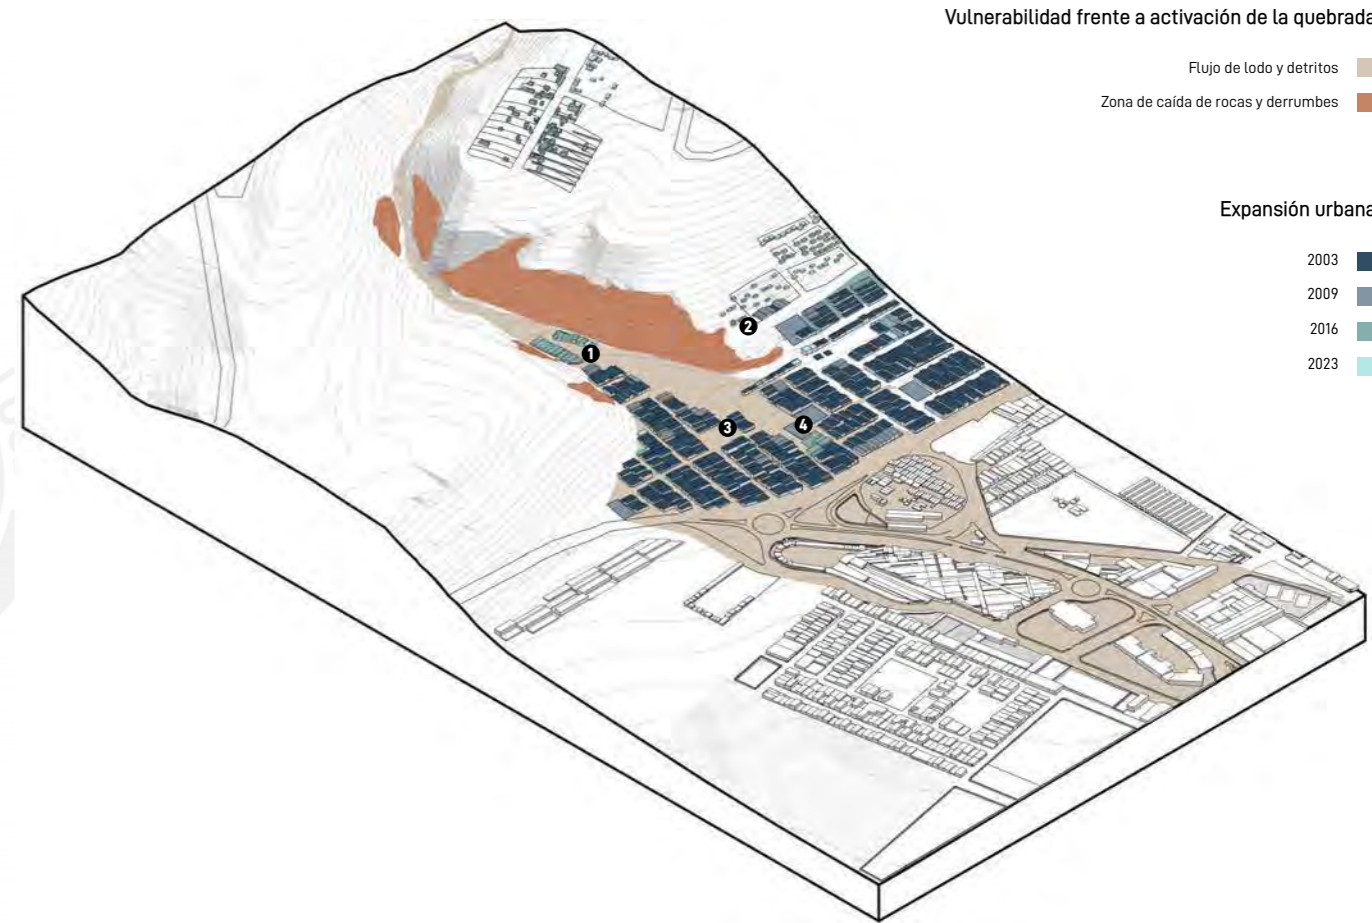 Vulnerabilidad frente a activación de la quebrada
Flujo de lodo y detritos
Zona de caída de rocas y derrumbes
Expansión urbana
2003
2009
2016
2023
1
2
3
4